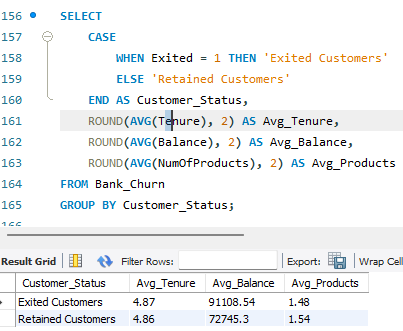 156 SELECT
157 CASE
158 WHEN Exited = 1 THEN 'Exited Customers'
159 ELSE 'Retained Customers'
160 END AS Customer_Status,
161 ROUND(AVG(Tenure), 2) AS Avg_Tenure,
162 ROUND(AVG(Balance), 2) AS Avg_Balance,
163 ROUND(AVG(NumOfProducts), 2) AS Avg_Products
164 FROM Bank_Churn
165 GROUP BY Customer_Status;
Result Grid Filter Rows: Export: Wrap Cel
Customer_Status Avg_Tenure Avg_Balance Avg_Products
Exited Customers 4.87 91108.54 1.48
Retained Customers 4.86 72745.3 1.54